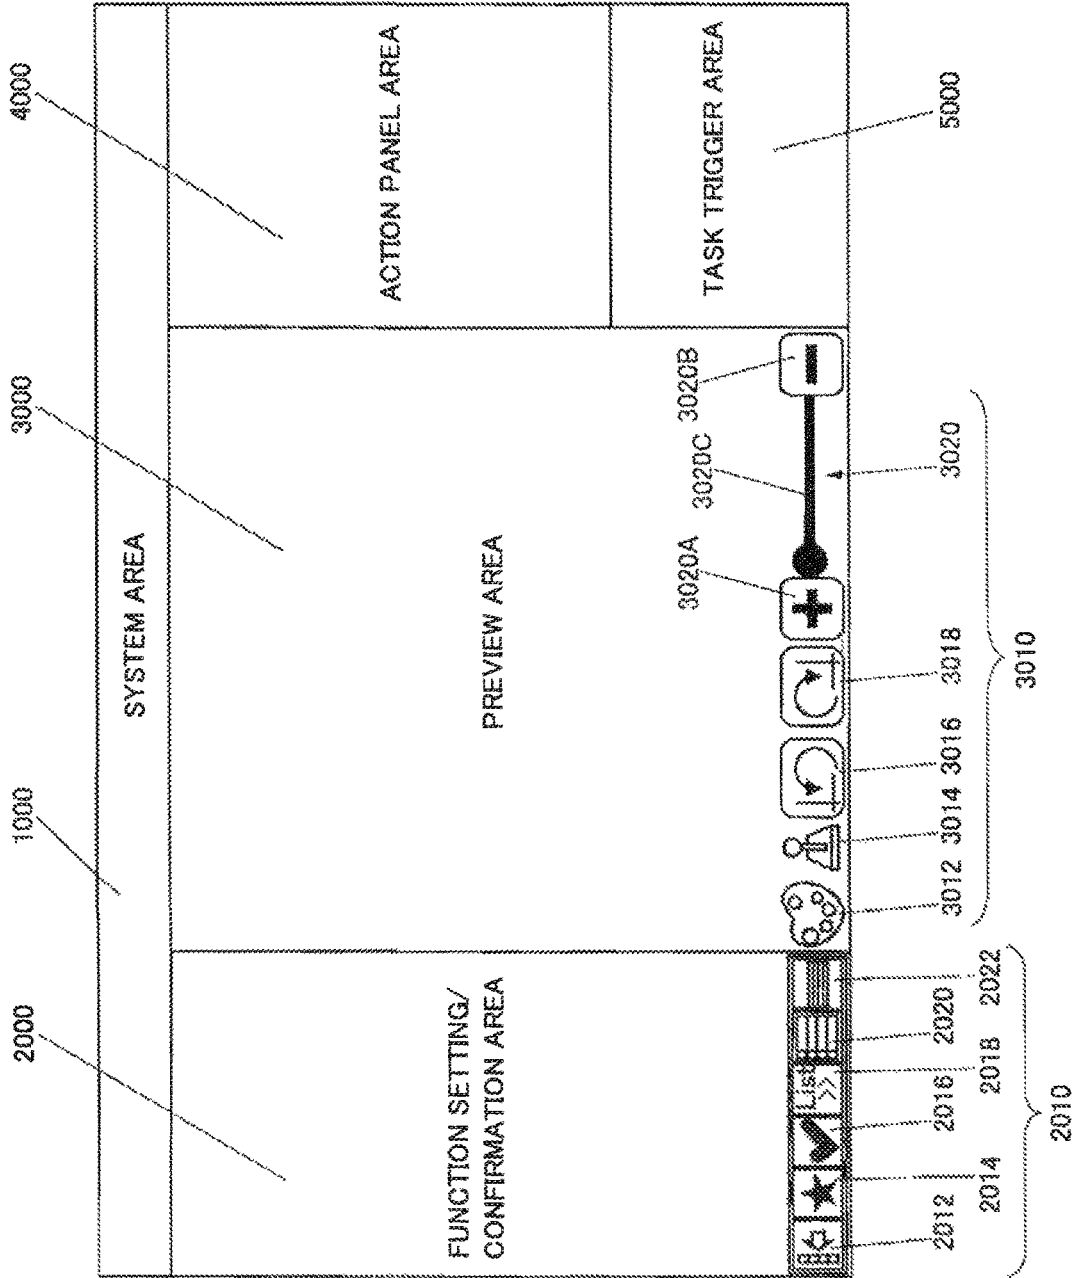 1000
2000
3000
4000
SYSTEM AREA
FUNCTION SETTING/
CONFIRMATION AREA
PREVIEW AREA
ACTION PANEL AREA
TASK TRIGGER AREA
3020A
3020C
3020B
List
>>
2012
2014
2016
2018
2020
2022
2010
3012
3014
3016
3018
3020
3010
5000